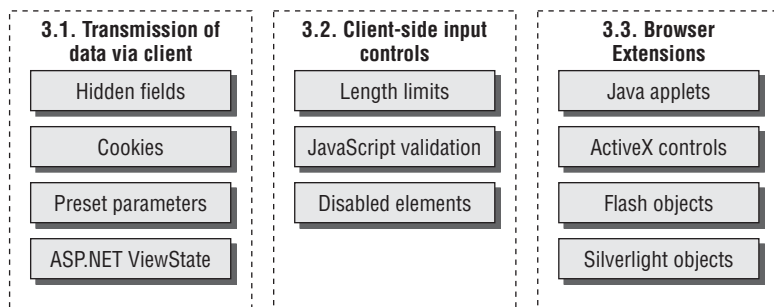 3.1. Transmission of
data via client
Hidden fields
Cookies
Preset parameters
ASP.NET ViewState
3.2. Client-side input
controls
Length limits
JavaScript validation
Disabled elements
3.3. Browser
Extensions
Java applets
ActiveX controls
Flash objects
Silverlight objects